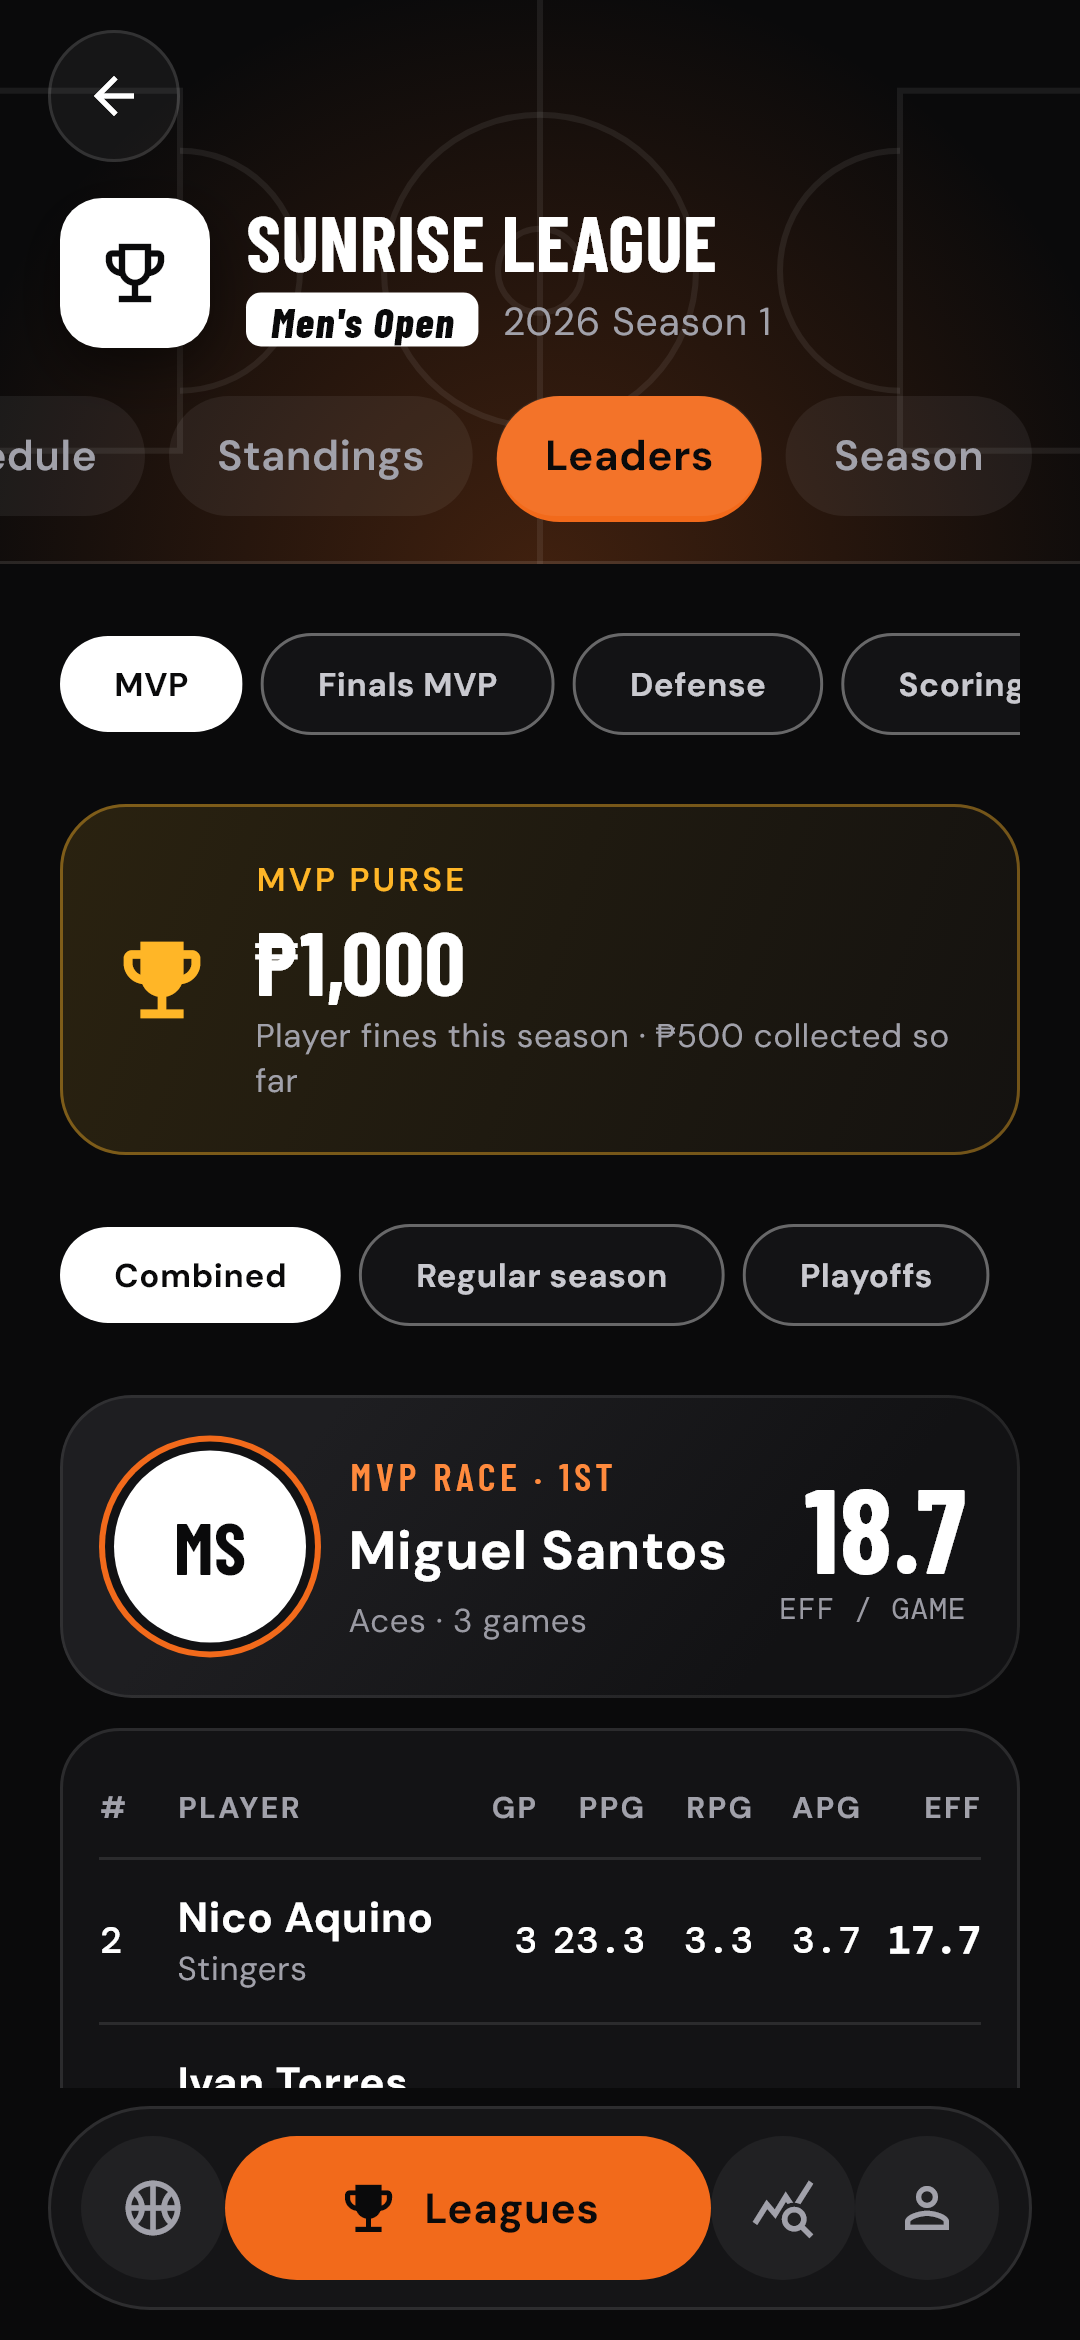 SUNRISE LEAGUE
Men's Open 2026 Season 1
edule Standings Leaders Season
MVP Finals MVP Defense Scoring
MVP PURSE
₱1,000
Player fines this season · ₱500 collected so
far
Combined Regular season Playoffs
MS
MVP RACE · 1ST
Miguel Santos
Aces · 3 games
18.7
EFF / GAME
# PLAYER GP PPG RPG APG EFF
2 Nico Aquino 3 23.3 3.3 3.7 17.7
Stingers
Ivan Torres
Leagues